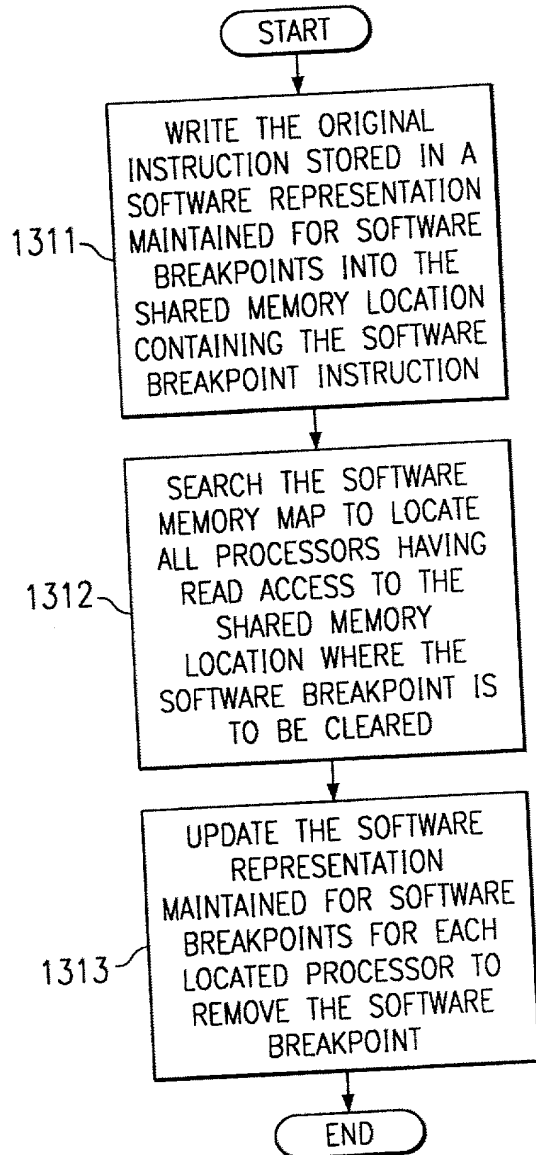 START
WRITE THE ORIGINAL
INSTRUCTION STORED IN A
SOFTWARE REPRESENTATION
MAINTAINED FOR SOFTWARE
BREAKPOINTS INTO THE
SHARED MEMORY LOCATION
CONTAINING THE SOFTWARE
BREAKPOINT INSTRUCTION
1311
SEARCH THE SOFTWARE
MEMORY MAP TO LOCATE
ALL PROCESSORS HAVING
READ ACCESS TO THE
SHARED MEMORY
LOCATION WHERE THE
SOFTWARE BREAKPOINT IS
TO BE CLEARED
1312
UPDATE THE SOFTWARE
REPRESENTATION
MAINTAINED FOR SOFTWARE
BREAKPOINTS FOR EACH
LOCATED PROCESSOR TO
REMOVE THE SOFTWARE
BREAKPOINT
1313
END